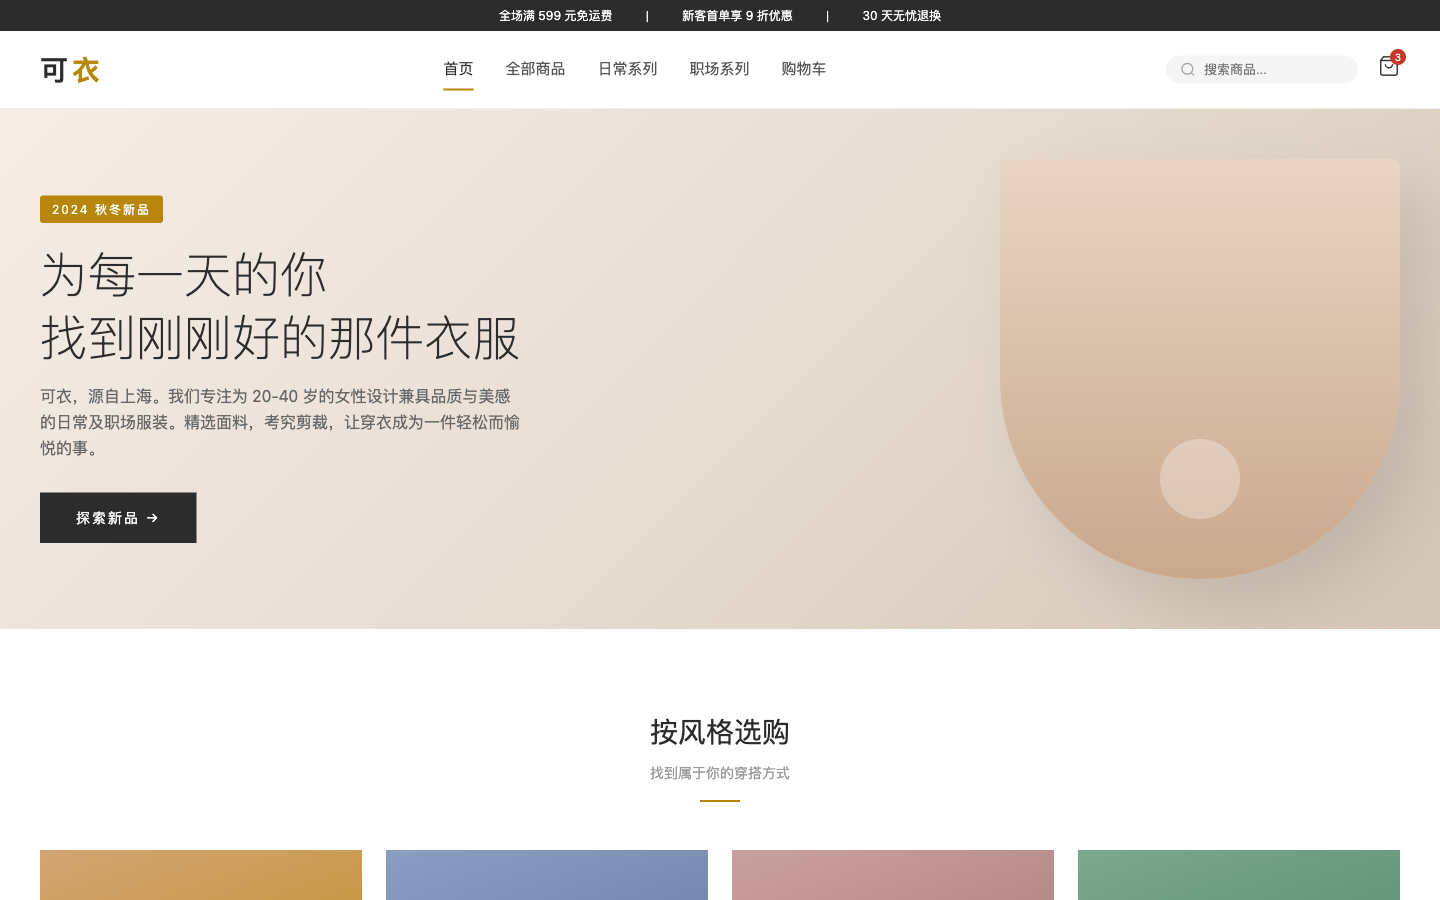 全场满 599 元免运费 | 新客首单享 9 折优惠 | 30 天无忧退换
可衣
首页 全部商品 日常系列 职场系列 购物车
搜索商品...
3
2024 秋冬新品
为每一天的你
找到刚刚好的那件衣服
可衣，源自上海。我们专注为 20-40 岁的女性设计兼具品质与美感
的日常及职场服装。精选面料，考究剪裁，让穿衣成为一件轻松而愉
悦的事。
探索新品 →
按风格选购
找到属于你的穿搭方式